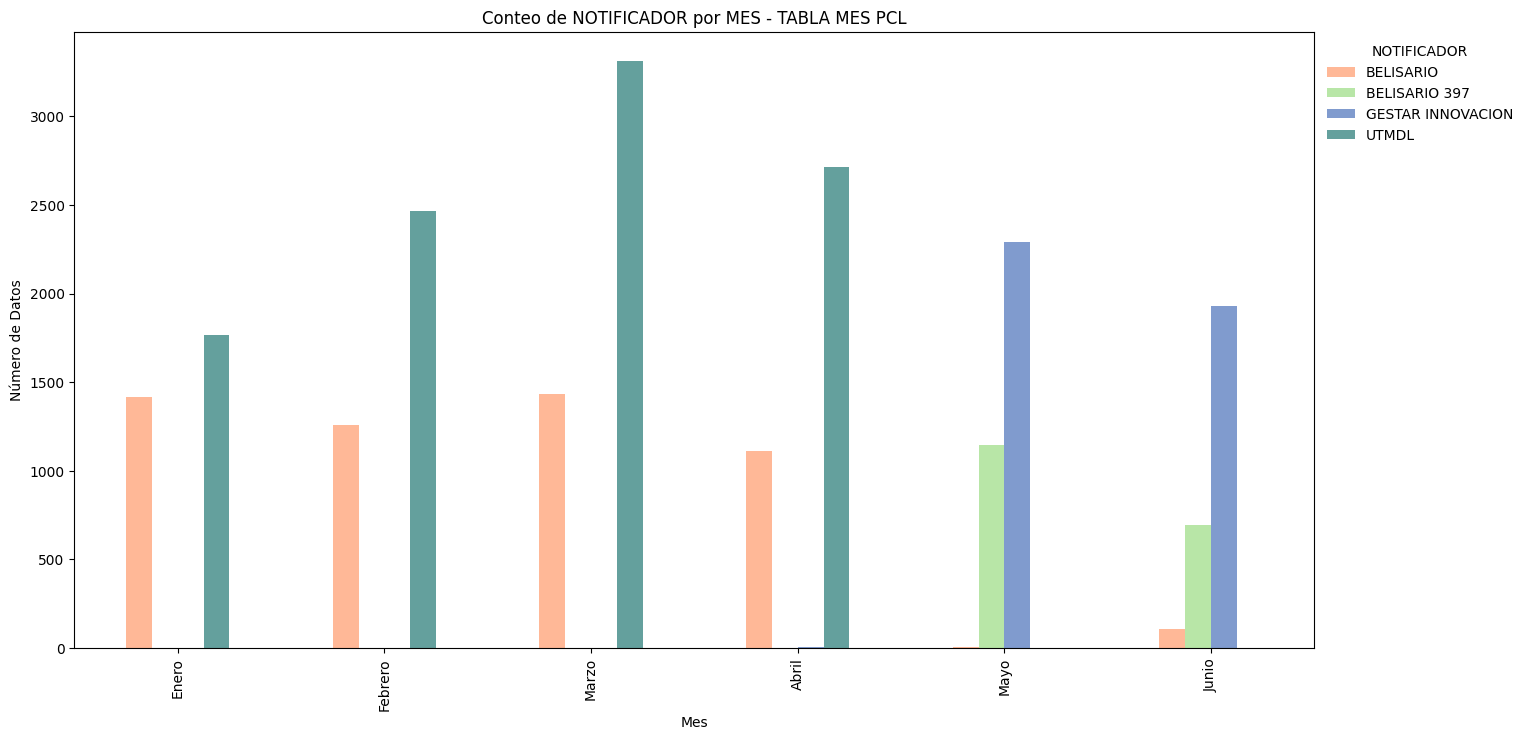 Conteo de NOTIFICADOR por MES - TABLA MES PCL
NOTIFICADOR
BELISARIO
BELISARIO 397
GESTAR INNOVACION
UTMDL
Número de Datos
3000
2500
2000
1500
1000
500
0
Enero
Febrero
Marzo
Abril
Mayo
Junio
Mes